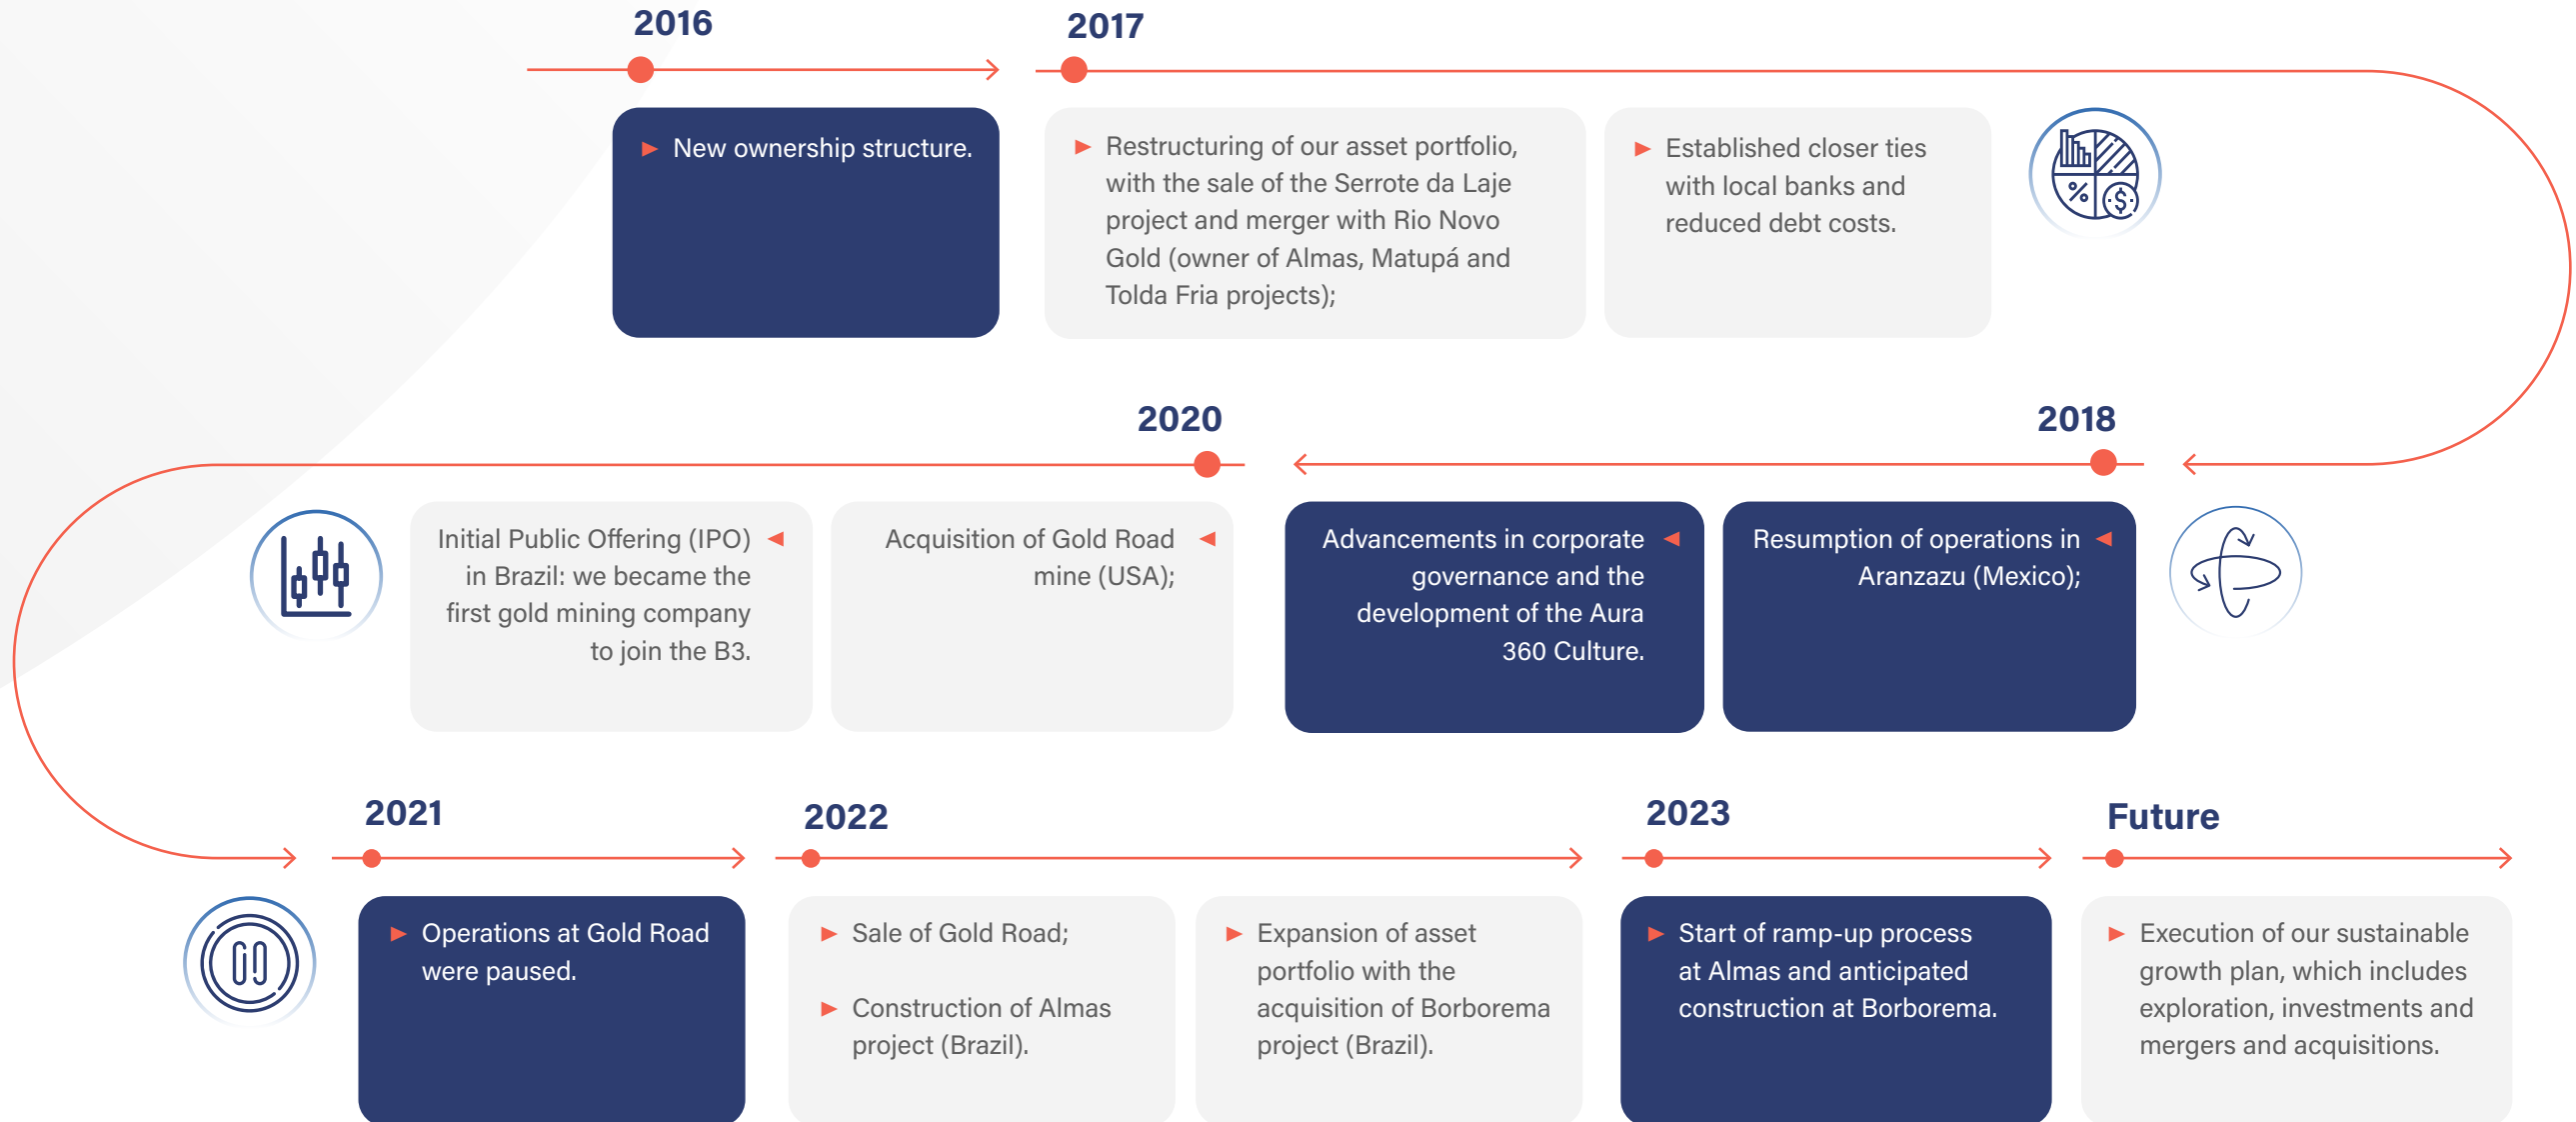 2016
New ownership structure.
2017
Restructuring of our asset portfolio,
with the sale of the Serrote da Laje
project and merger with Rio Novo
Gold (owner of Almas, Matupá and
Tolda Fria projects);
Established closer ties
with local banks and
reduced debt costs.
%
$
2018
Resumption of operations in
Aranzazu (Mexico);
Advancements in corporate
governance and the
development of the Aura
360 Culture.
2020
Acquisition of Gold Road
mine (USA);
Initial Public Offering (IPO)
in Brazil: we became the
first gold mining company
to join the B3.
2021
Operations at Gold Road
were paused.
2022
Sale of Gold Road;
Construction of Almas
project (Brazil).
Expansion of asset
portfolio with the
acquisition of Borborema
project (Brazil).
2023
Start of ramp-up process
at Almas and anticipated
construction at Borborema.
Future
Execution of our sustainable
growth plan, which includes
exploration, investments and
mergers and acquisitions.